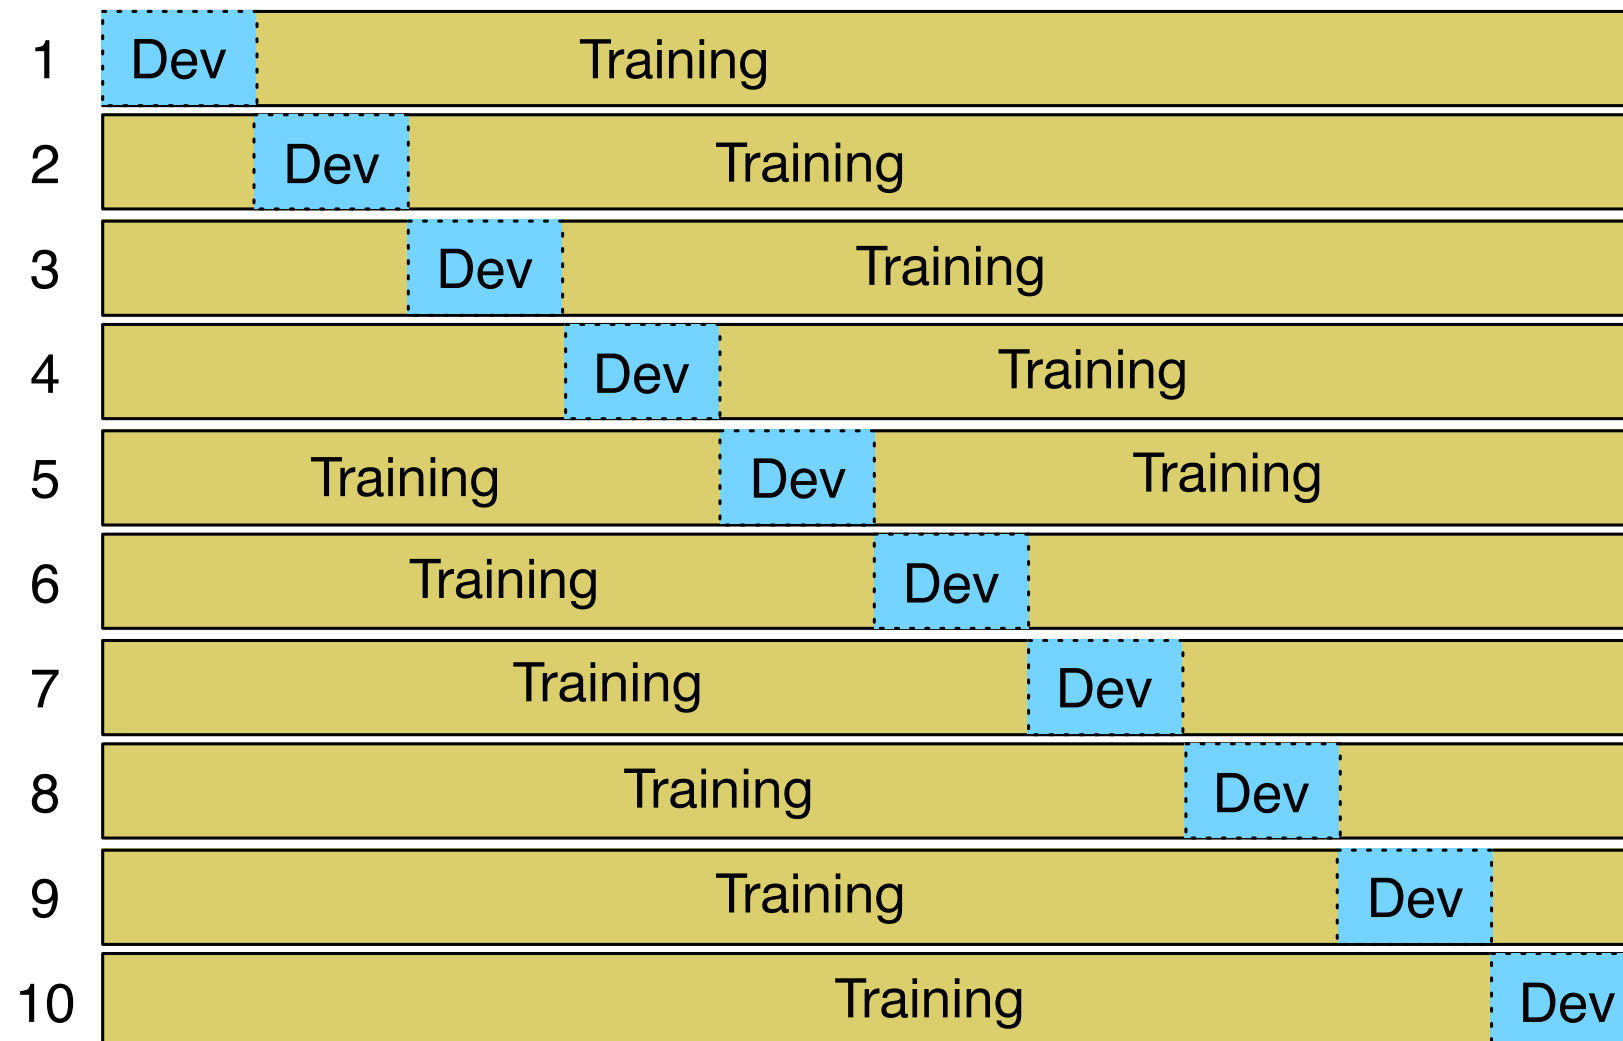 1 Dev Training
2 Dev Training
3 Dev Training
4 Dev Training
5 Training Dev Training
6 Training Dev
7 Training Dev
8 Training Dev
9 Training Dev
10 Training Dev